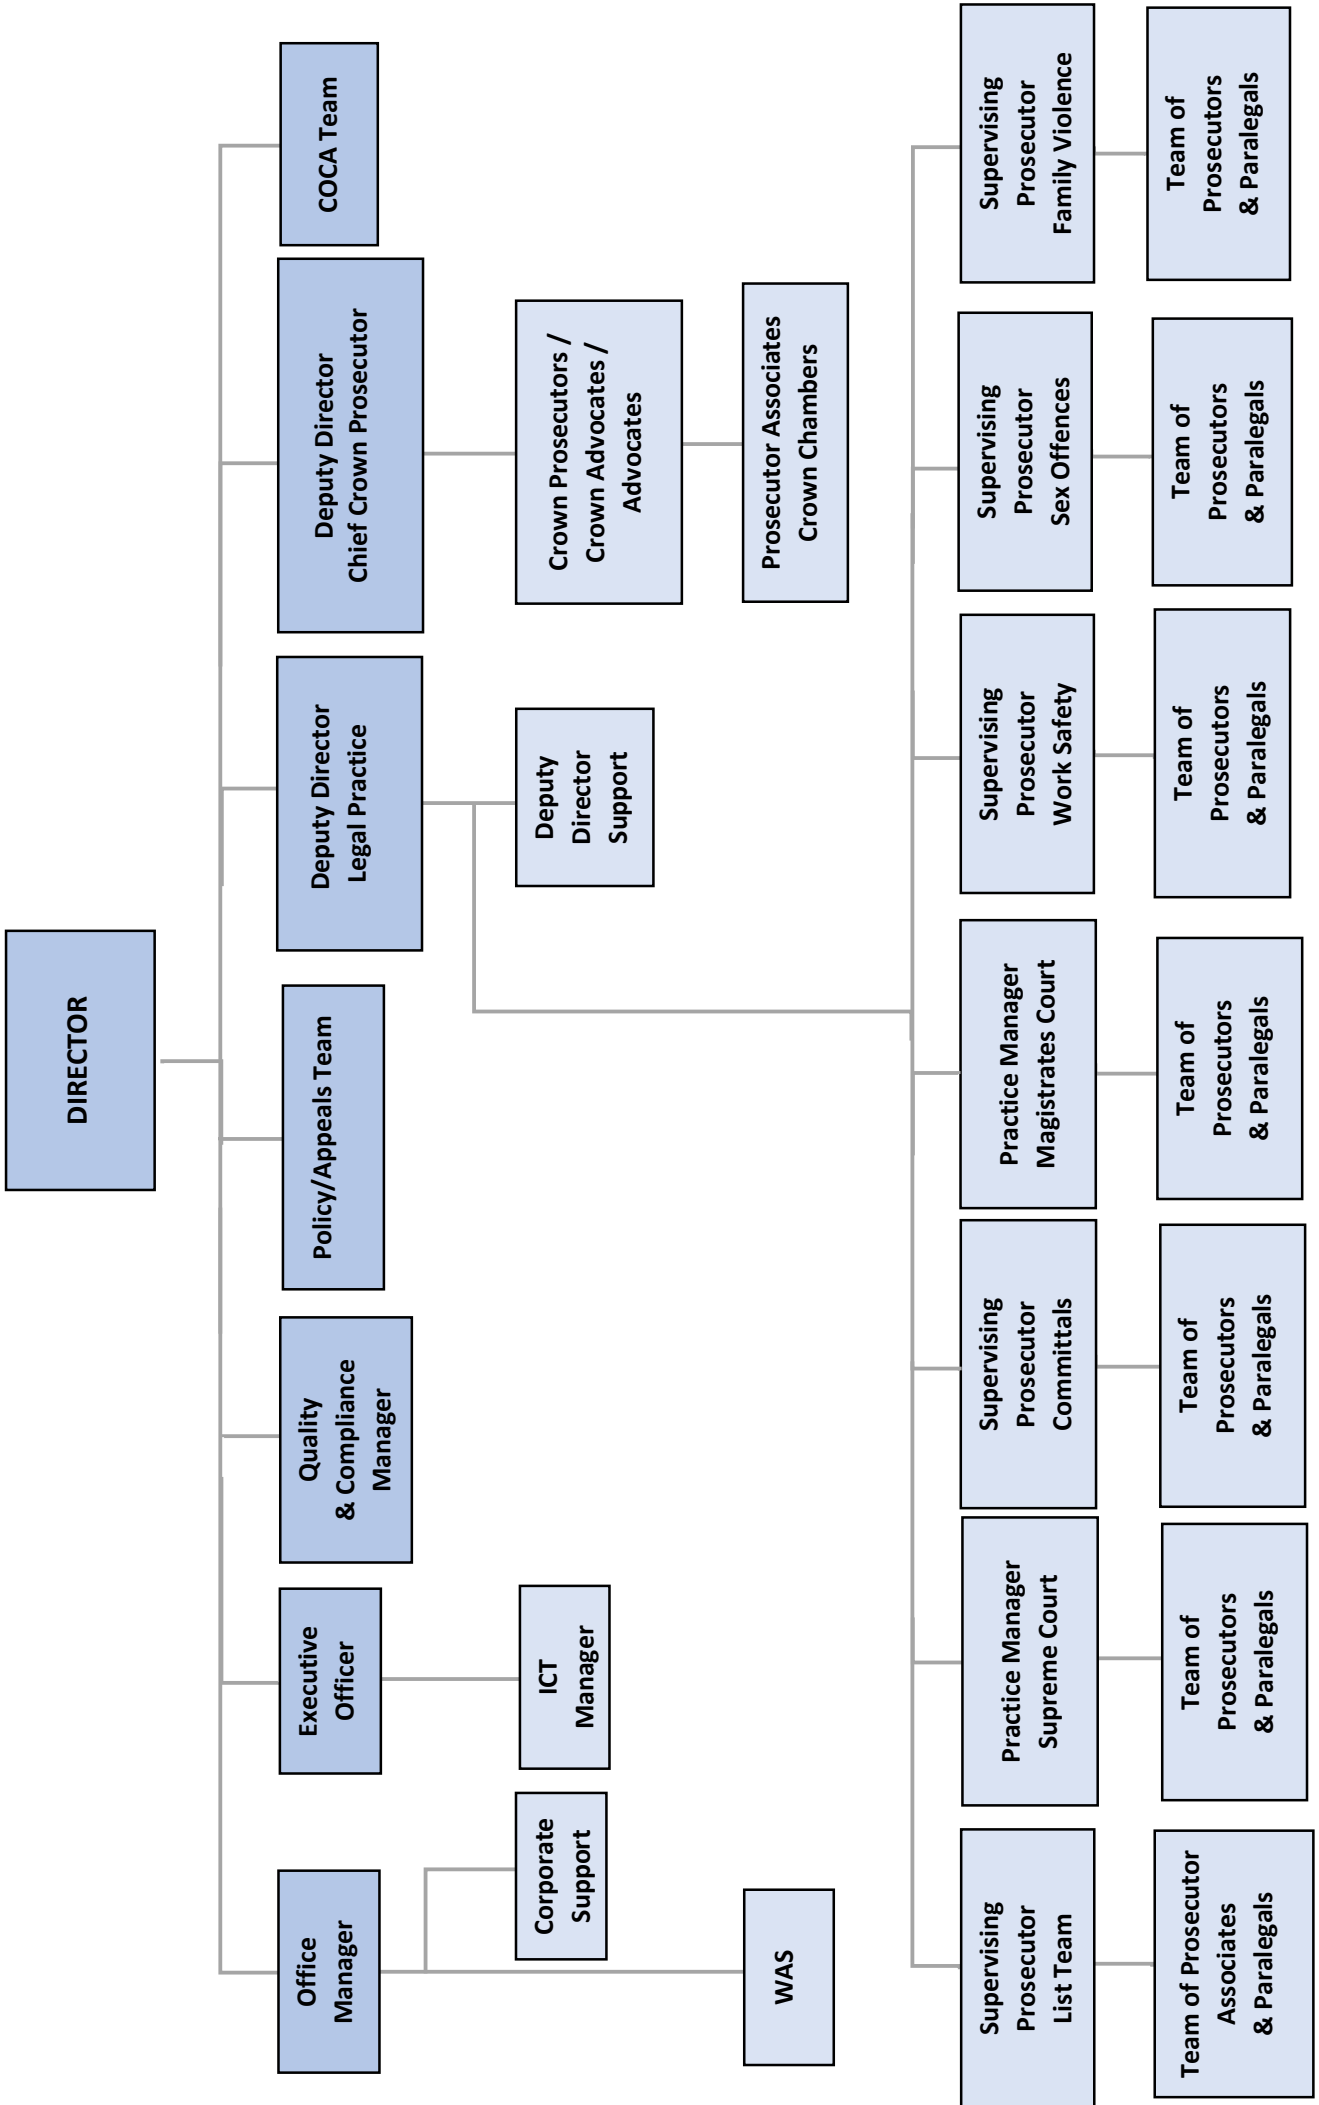 DIRECTOR
Office
Manager
Executive
Officer
Quality
& Compliance
Manager
Policy/Appeals Team
Deputy Director
Legal Practice
Deputy Director
Chief Crown Prosecutor
COCA Team
Corporate
Support
ICT
Manager
Deputy
Director
Support
Crown Prosecutors /
Crown Advocates /
Advocates
WAS
Prosecutor Associates
Crown Chambers
Supervising
Prosecutor
List Team
Practice Manager
Supreme Court
Supervising
Prosecutor
Committals
Practice Manager
Magistrates Court
Supervising
Prosecutor
Work Safety
Supervising
Prosecutor
Sex Offences
Supervising
Prosecutor
Family Violence
Team of Prosecutor
Associates
& Paralegals
Team of
Prosecutors
& Paralegals
Team of
Prosecutors
& Paralegals
Team of
Prosecutors
& Paralegals
Team of
Prosecutors
& Paralegals
Team of
Prosecutors
& Paralegals
Team of
Prosecutors
& Paralegals